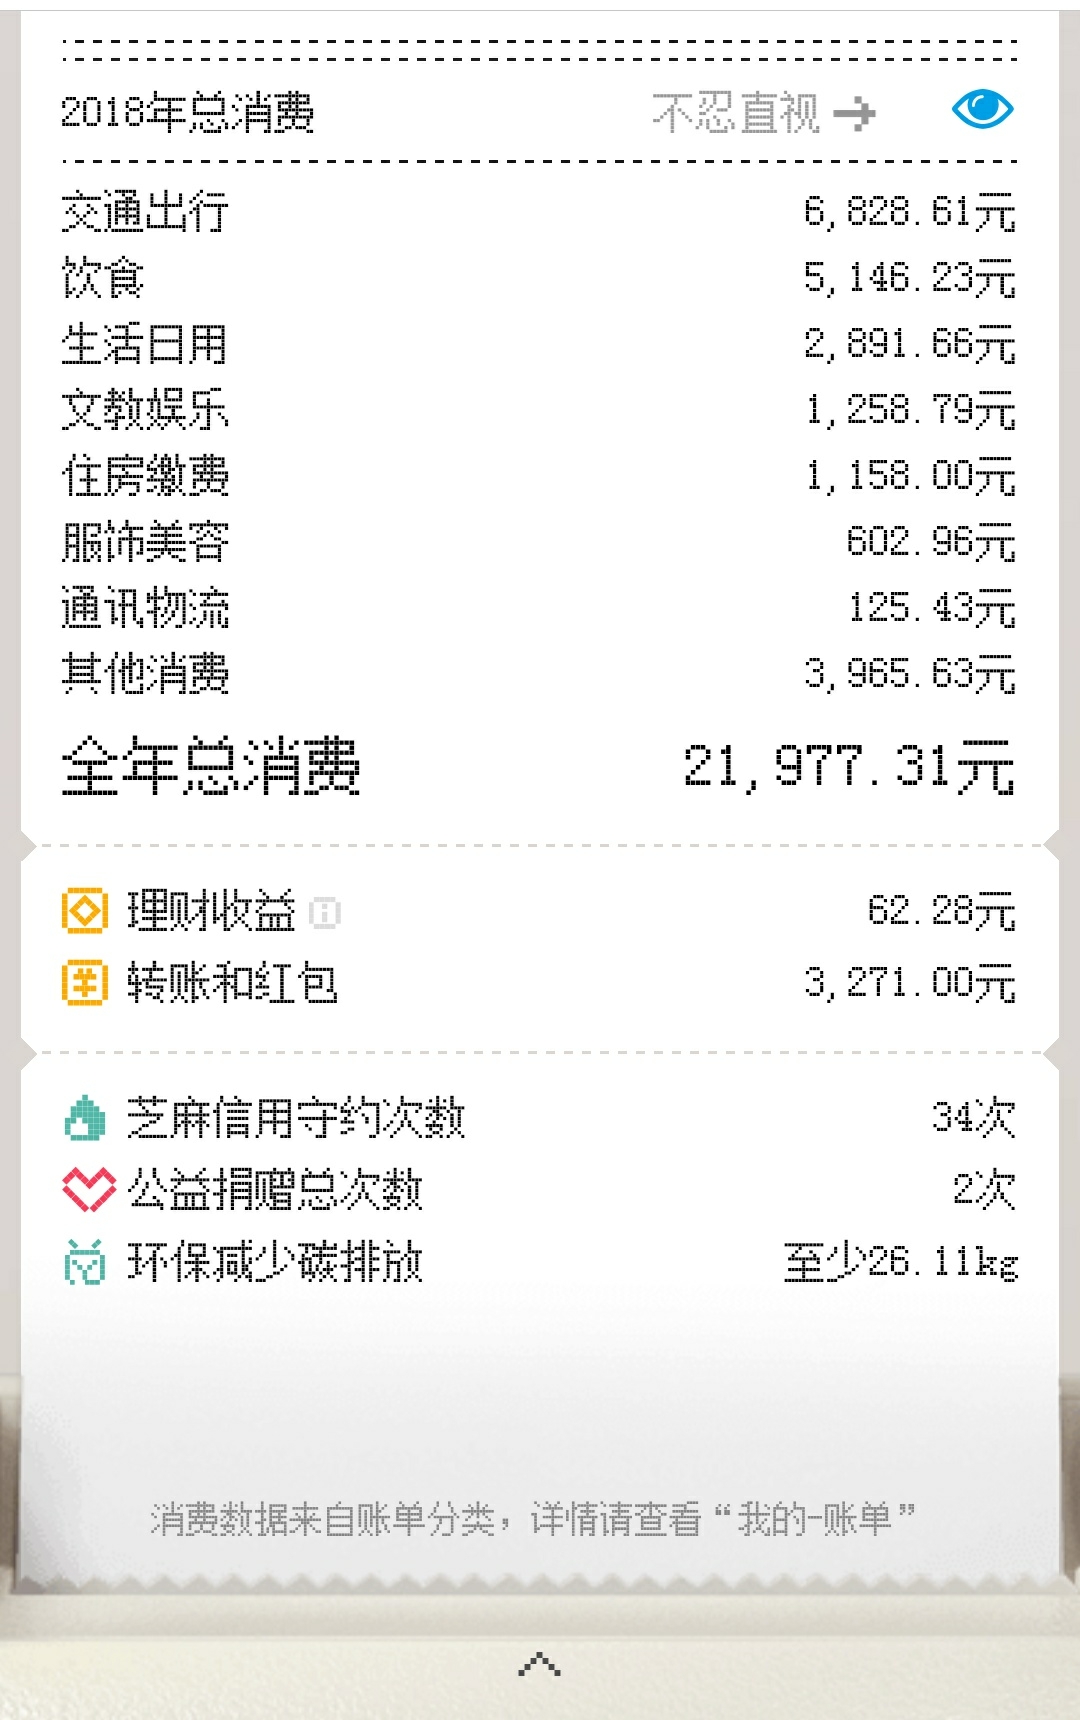 2018年总消费 不忍直视 →
交通出行 6,828.61元
饮食 5,146.23元
生活日用 2,891.66元
文教娱乐 1,258.79元
住房缴费 1,158.00元
服饰美容 602.96元
通讯物流 125.43元
其他消费 3,965.63元
全年总消费 21,977.31元
理财收益 62.28元
转账和红包 3,271.00元
芝麻信用守约次数 34次
公益捐赠总次数 2次
环保减少碳排放 至少26.11kg
消费数据来自账单分类，详情请查看“我的-账单”